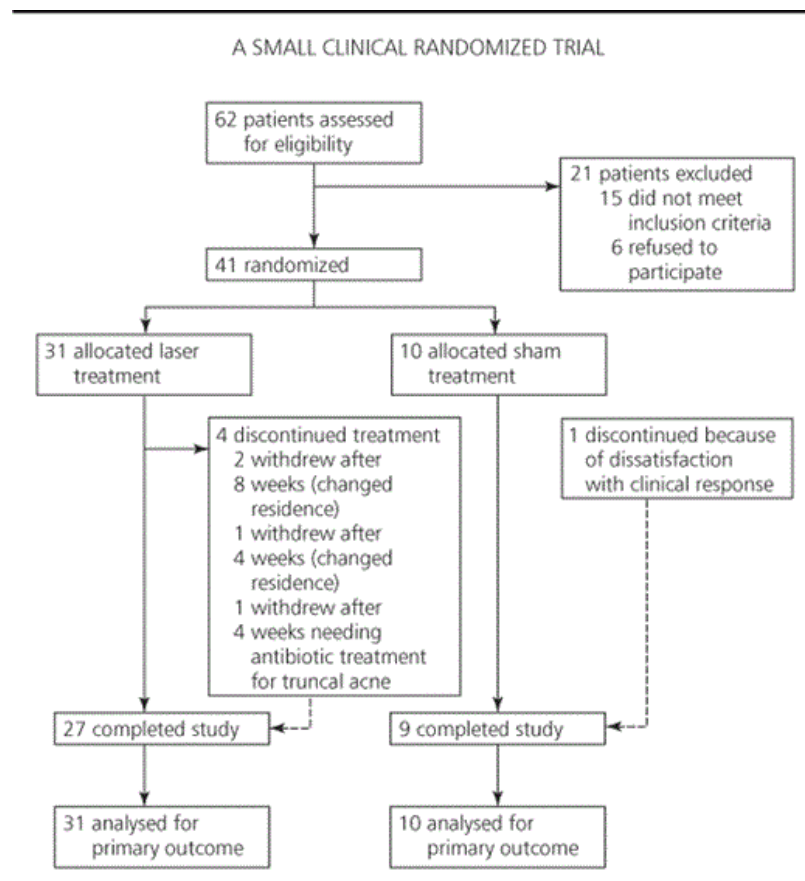 A SMALL CLINICAL RANDOMIZED TRIAL
62 patients assessed
for eligibility
21 patients excluded
15 did not meet
inclusion criteria
6 refused to
participate
41 randomized
31 allocated laser
treatment
10 allocated sham
treatment
4 discontinued treatment
2 withdrew after
8 weeks (changed
residence)
1 withdrew after
4 weeks (changed
residence)
1 withdrew after
4 weeks needing
antibiotic treatment
for truncal acne
1 discontinued because
of dissatisfaction
with clinical response
27 completed study
9 completed study
31 analysed for
primary outcome
10 analysed for
primary outcome